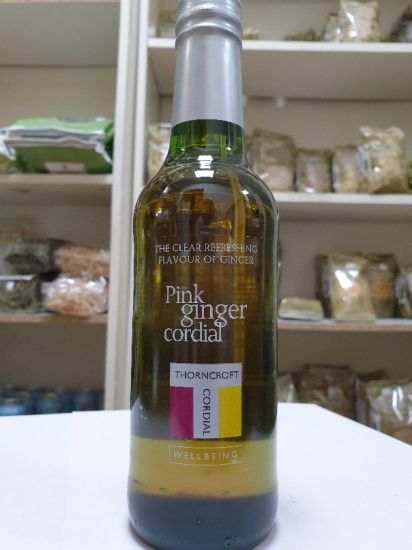 THE CLEAR REFRESHING
FLAVOUR OF GINGER
Pink
ginger
cordial
THORNCROFT
CORDIAL
WELLBEING